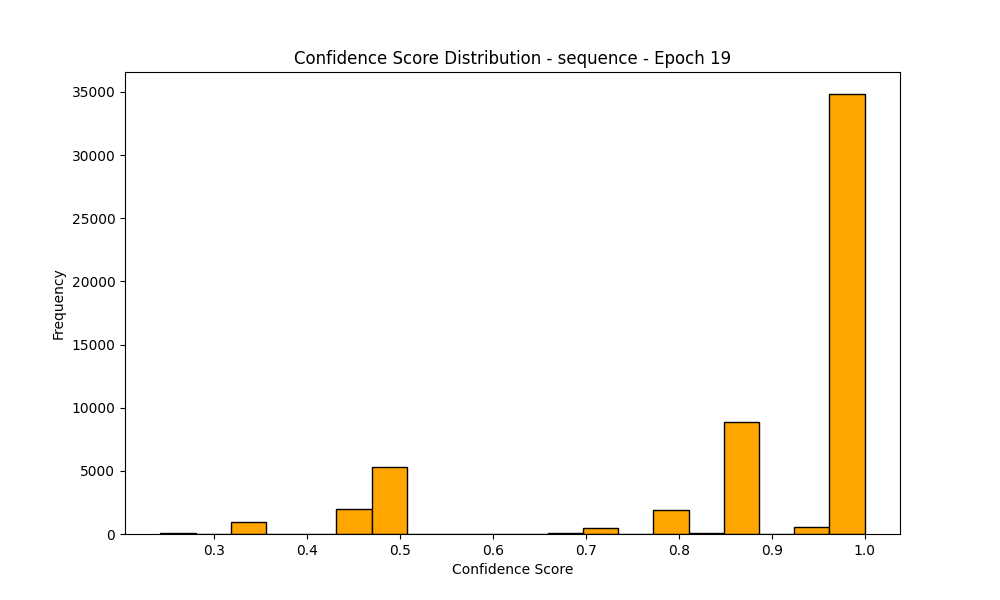 Confidence Score Distribution - sequence - Epoch 19
35000
30000
25000
20000
15000
10000
5000
0
Frequency
0.3 0.4 0.5 0.6 0.7 0.8 0.9 1.0
Confidence Score